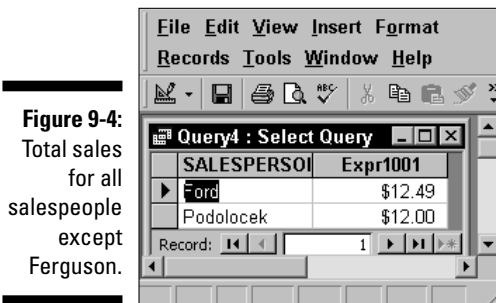 Figure 9-4:
Total sales
for all
salespeople
except
Ferguson.
File Edit View Insert Format
Records Tools Window Help
ABC
Query4 : Select Query
SALESPERSOI Expr1001
Ford $12.49
Podolocek $12.00
Record: 1